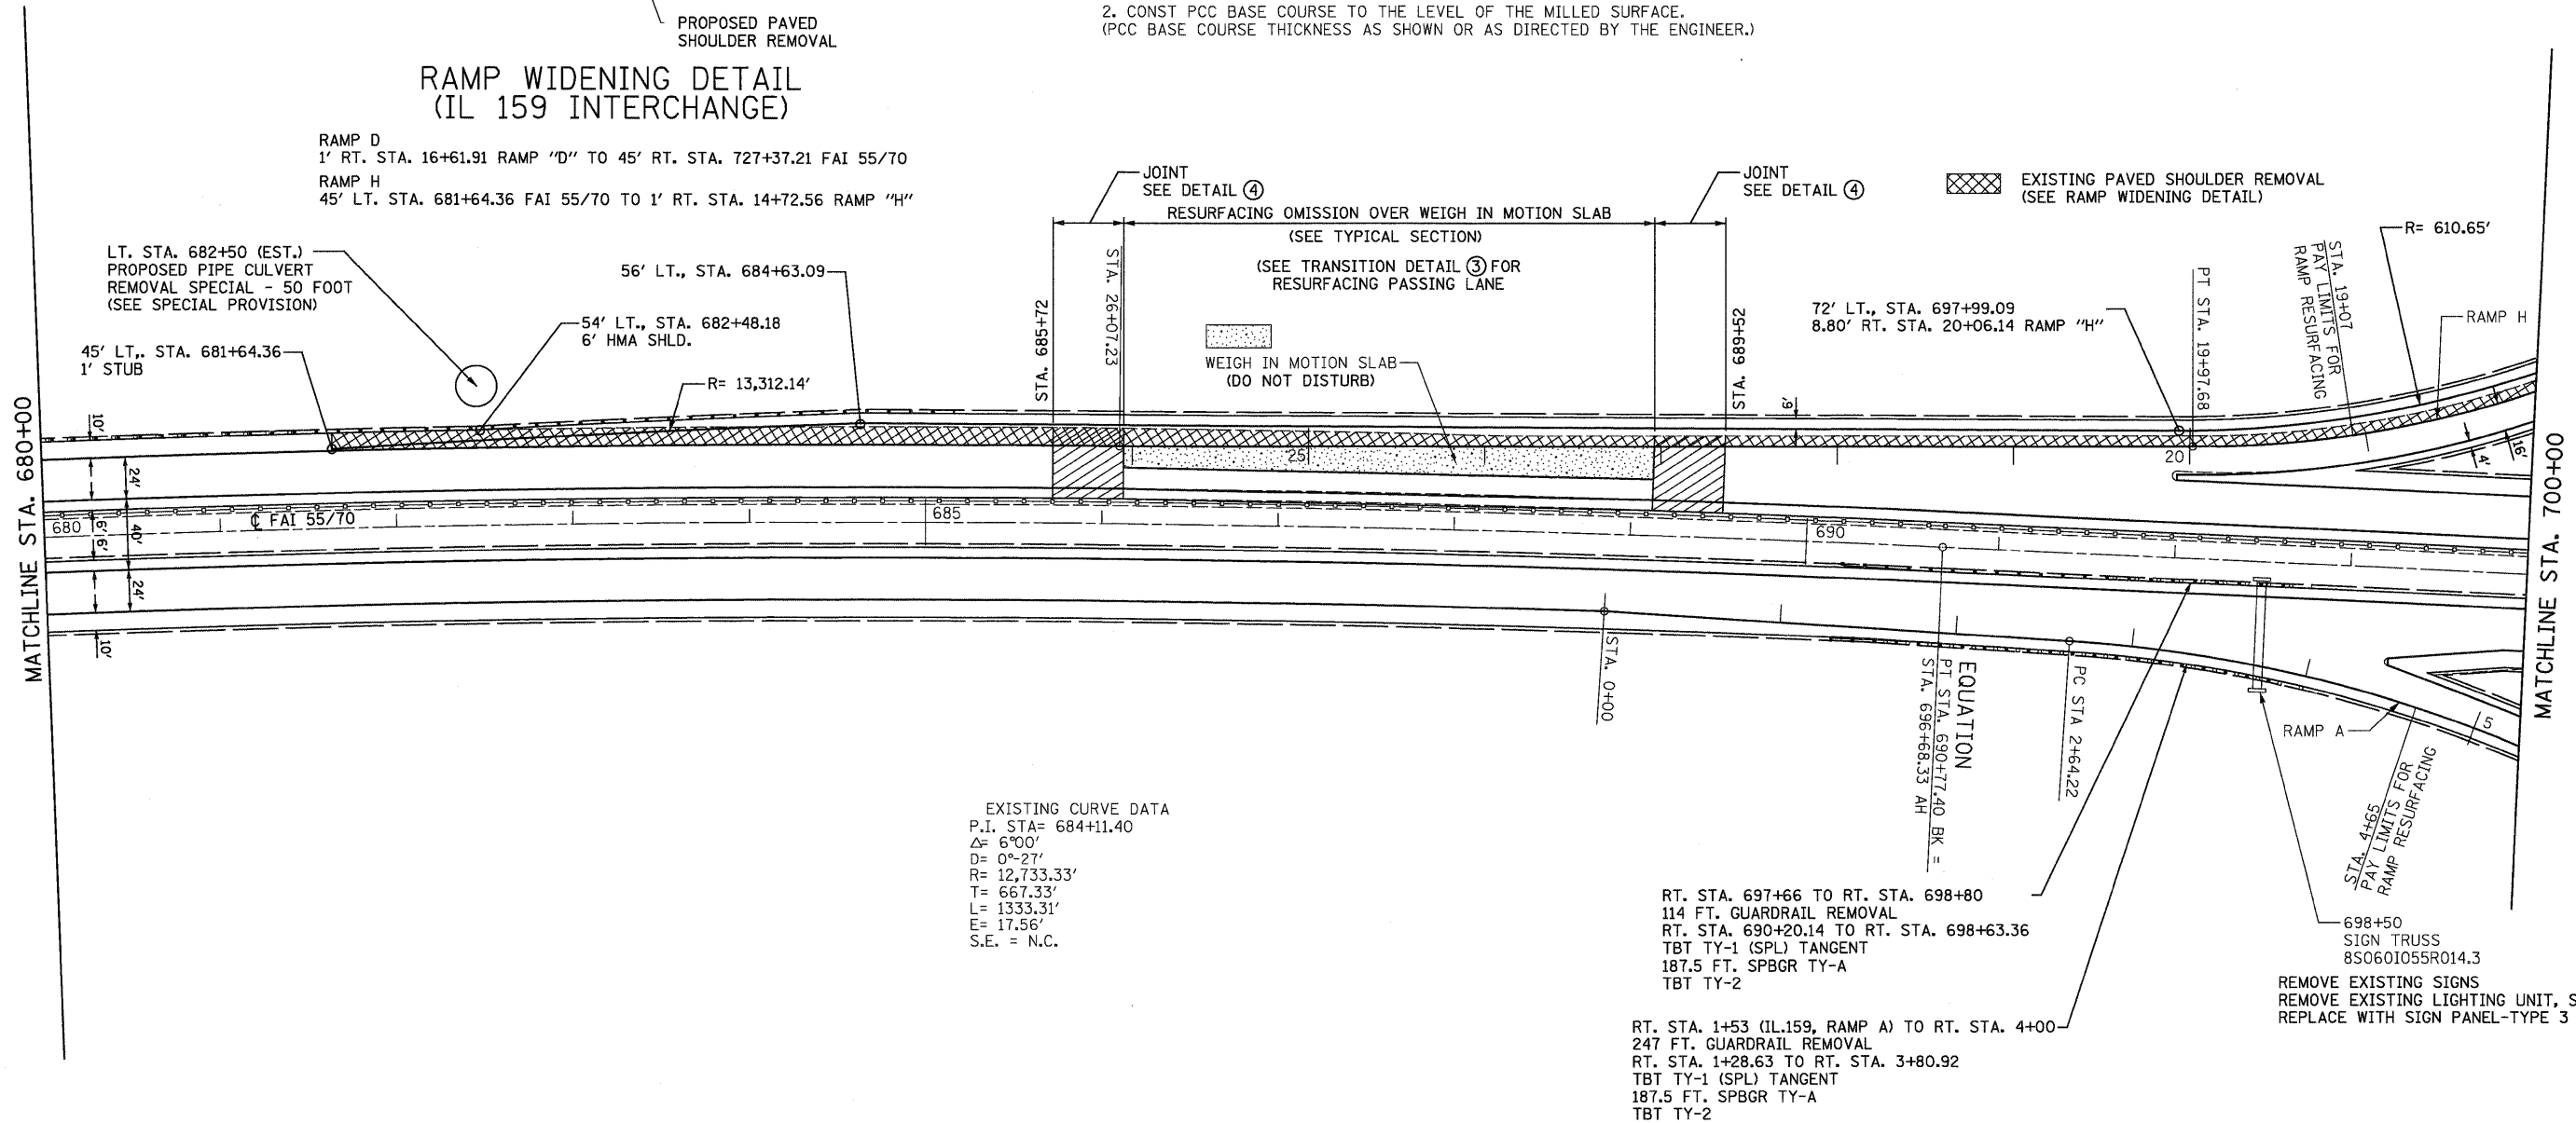 PROPOSED PAVED
SHOULDER REMOVAL
2. CONST PCC BASE COURSE TO THE LEVEL OF THE MILLED SURFACE.
(PCC BASE COURSE THICKNESS AS SHOWN OR AS DIRECTED BY THE ENGINEER.)
RAMP WIDENING DETAIL
(IL 159 INTERCHANGE)
RAMP D
1' RT. STA. 16+61.91 RAMP "D" TO 45' RT. STA. 727+37.21 FAI 55/70
RAMP H
45' LT. STA. 681+64.36 FAI 55/70 TO 1' RT. STA. 14+72.56 RAMP "H"
JOINT
SEE DETAIL ④
RESURFACING OMISSION OVER WEIGH IN MOTION SLAB
(SEE TYPICAL SECTION)
(SEE TRANSITION DETAIL ③ FOR
RESURFACING PASSING LANE
JOINT
SEE DETAIL ④
EXISTING PAVED SHOULDER REMOVAL
(SEE RAMP WIDENING DETAIL)
R= 610.65'
LT. STA. 682+50 (EST.)
PROPOSED PIPE CULVERT
REMOVAL SPECIAL - 50 FOOT
(SEE SPECIAL PROVISION)
56' LT., STA. 684+63.09
54' LT., STA. 682+48.18
6' HMA SHLD.
45' LT,. STA. 681+64.36
1' STUB
R= 13,312.14'
STA. 685+72
STA. 26+07.23
WEIGH IN MOTION SLAB
(DO NOT DISTURB)
STA. 689+52
72' LT., STA. 697+99.09
8.80' RT. STA. 20+06.14 RAMP "H"
PT STA. 19+97.68
STA. 19+07
PAY LIMITS FOR
RAMP RESURFACING
RAMP H
MATCHLINE STA. 680+00
10'
24'
6'
25
20
4'
16'
MATCHLINE STA. 700+00
680
℄ FAI 55/70
685
690
6'
16'
40'
24'
10'
STA. 0+00
EQUATION
PT STA. 690+77.40 BK =
STA. 696+68.33 AH
PC STA 2+64.22
RAMP A
5
STA. 4+65
PAY LIMITS FOR
RAMP RESURFACING
EXISTING CURVE DATA
P.I. STA= 684+11.40
Δ= 6°00'
D= 0°-27'
R= 12,733.33'
T= 667.33'
L= 1333.31'
E= 17.56'
S.E. = N.C.
RT. STA. 697+66 TO RT. STA. 698+80
114 FT. GUARDRAIL REMOVAL
RT. STA. 690+20.14 TO RT. STA. 698+63.36
TBT TY-1 (SPL) TANGENT
187.5 FT. SPBGR TY-A
TBT TY-2
698+50
SIGN TRUSS
8S060I055R014.3
REMOVE EXISTING SIGNS
REMOVE EXISTING LIGHTING UNIT, S
REPLACE WITH SIGN PANEL-TYPE 3
RT. STA. 1+53 (IL.159, RAMP A) TO RT. STA. 4+00
247 FT. GUARDRAIL REMOVAL
RT. STA. 1+28.63 TO RT. STA. 3+80.92
TBT TY-1 (SPL) TANGENT
187.5 FT. SPBGR TY-A
TBT TY-2